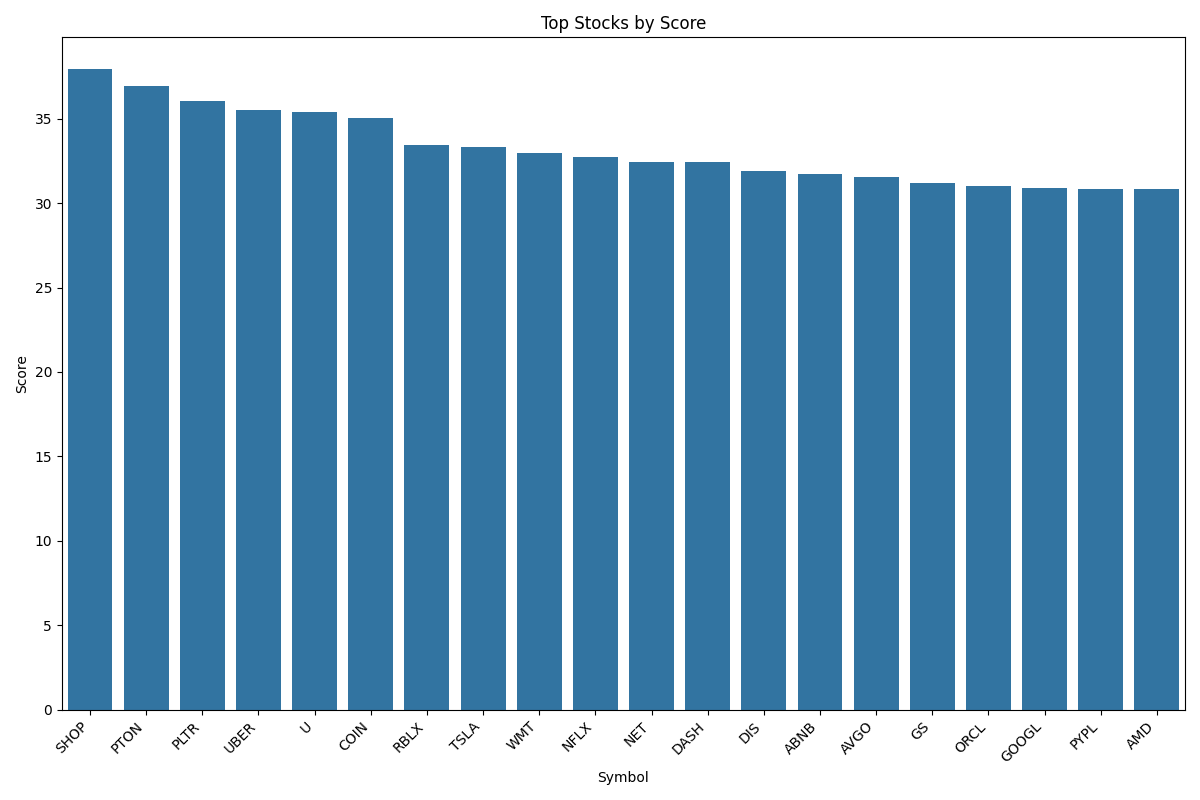 Top Stocks by Score
Score
35
30
25
20
15
10
5
0
SHOP
PTON
PLTR
UBER
U
COIN
RBLX
TSLA
WMT
NFLX
NET
DASH
DIS
ABNB
AVGO
GS
ORCL
GOOGL
PYPL
AMD
Symbol